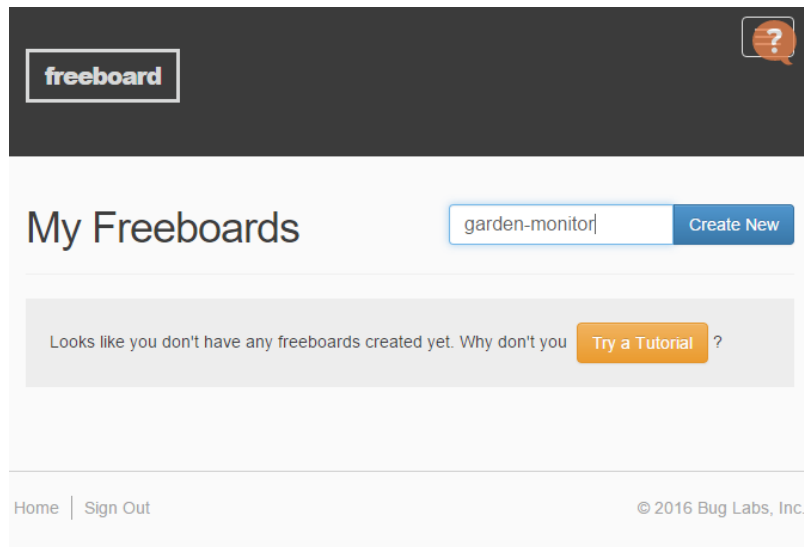 ?
freeboard
My Freeboards
garden-monitor
Create New
Looks like you don't have any freeboards created yet. Why don't you Try a Tutorial ?
Home Sign Out
© 2016 Bug Labs, Inc.